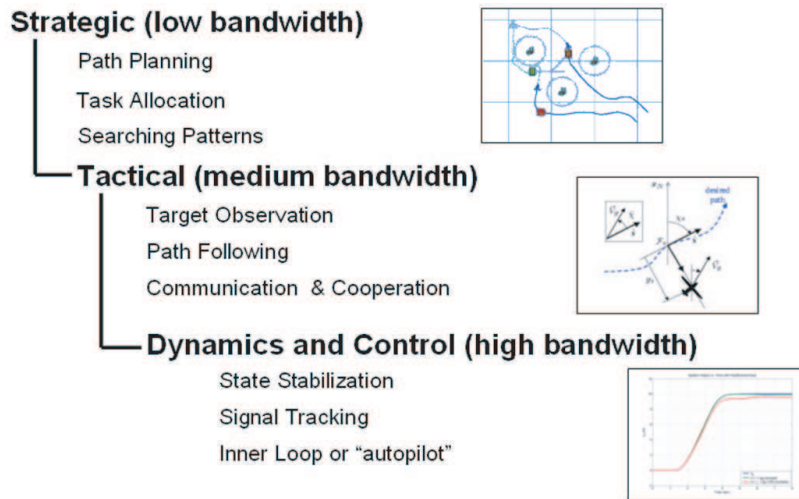 Strategic (low bandwidth)
Path Planning
Task Allocation
Searching Patterns
Tactical (medium bandwidth)
Target Observation
Path Following
Communication & Cooperation
desired
path
Dynamics and Control (high bandwidth)
State Stabilization
Signal Tracking
Inner Loop or “autopilot”